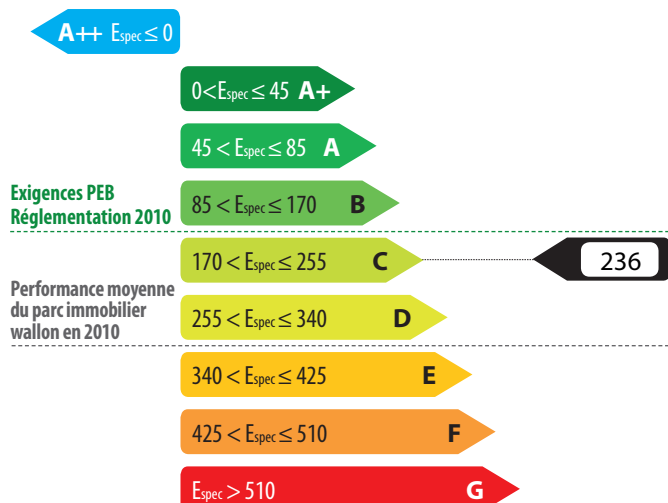 A++ Espec ≤ 0
0<Espec ≤ 45 A+
45 < Espec ≤ 85 A
Exigences PEB
Réglementation 2010
85 < Espec ≤ 170 B
170 < Espec ≤ 255 C
236
Performance moyenne
du parc immobilier
wallon en 2010
255 < Espec ≤ 340 D
340 < Espec ≤ 425 E
425 < Espec ≤ 510 F
Espec > 510 G